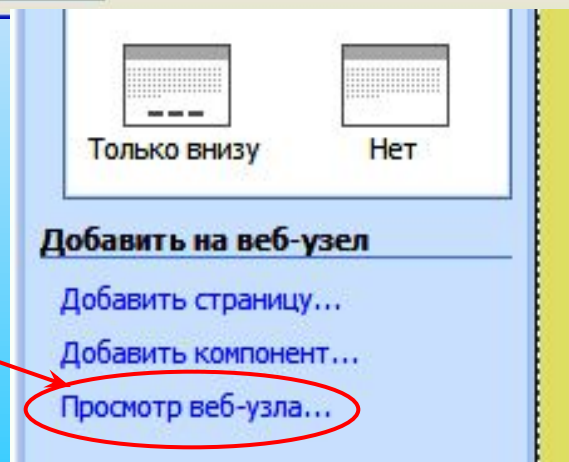 Только внизу
Нет
Добавить на веб-узел
Добавить страницу...
Добавить компонент...
Просмотр веб-узла...